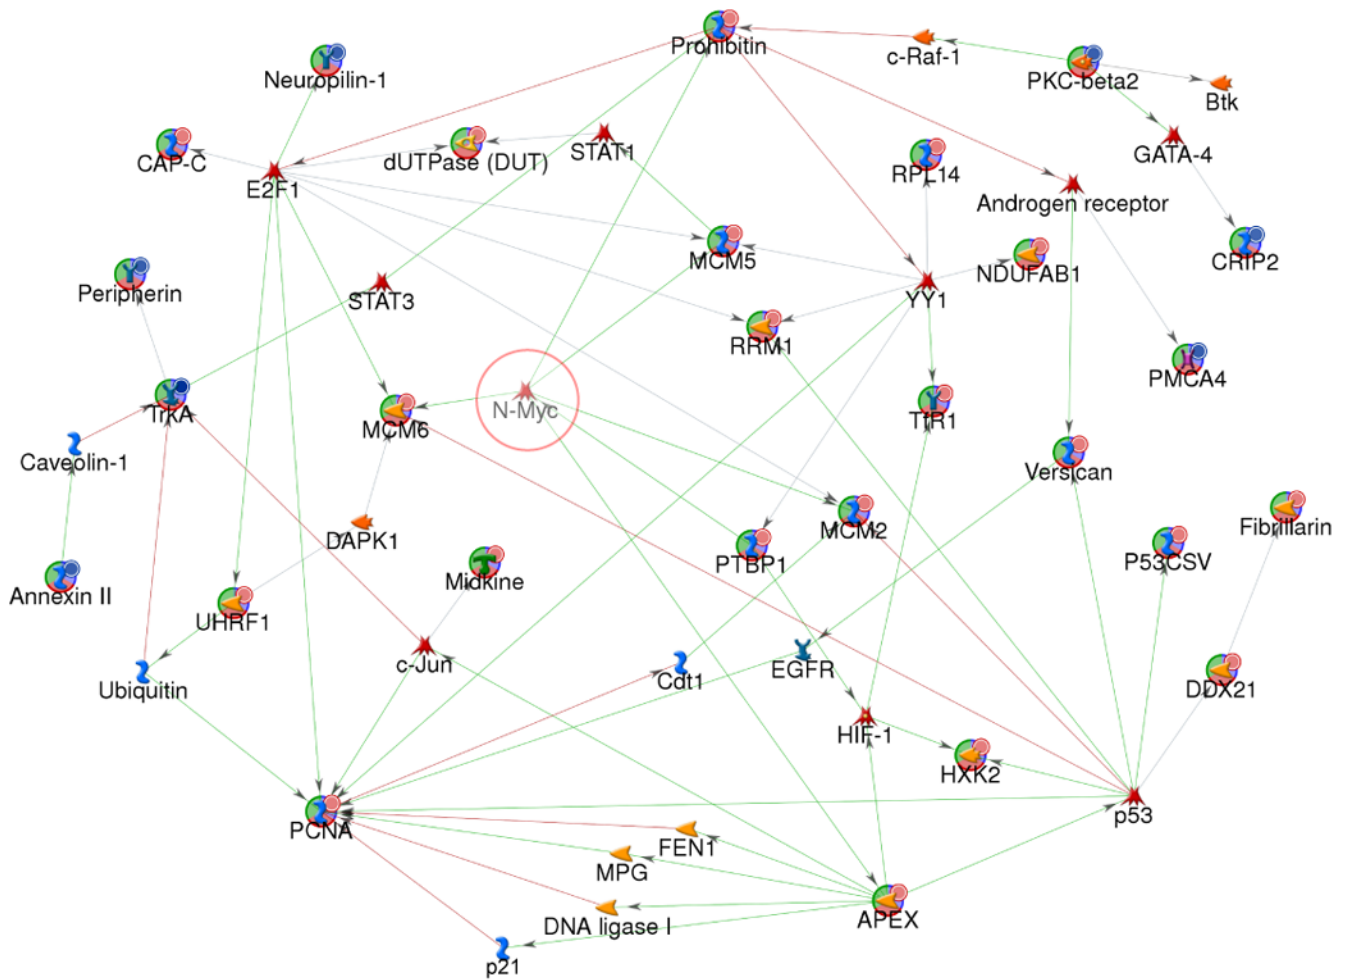 Prohibitin
c-Raf-1
Neuropilin-1
PKC-beta2
Btk
CAP-C
dUTPase (DUT)
STAT1
RPL14
GATA-4
E2F1
Androgen receptor
MCM5
NDUFAB1
CRIP2
Peripherin
STAT3
YY1
RRM1
PMCA4
TrkA
N-Myc
MCM6
TfR1
Caveolin-1
Versican
DAPK1
MCM2
Fibrillarin
PTBP1
P53CSV
Midkine
Annexin II
UHRF1
c-Jun
EGFR
Ubiquitin
Cdt1
DDX21
HIF-1
HXK2
PCNA
p53
FEN1
MPG
APEX
DNA ligase I
p21